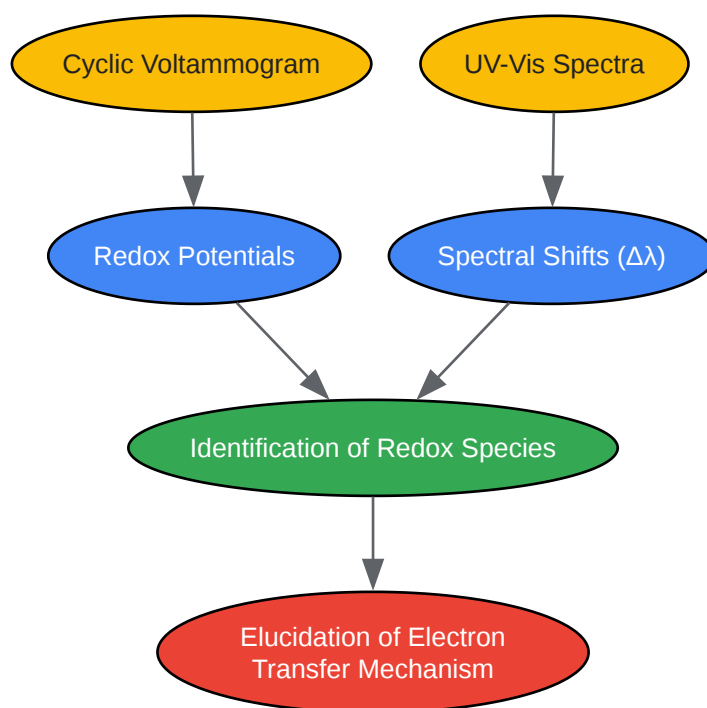 Cyclic Voltammogram
UV-Vis Spectra
Redox Potentials
Spectral Shifts (Δλ)
Identification of Redox Species
Elucidation of Electron
Transfer Mechanism